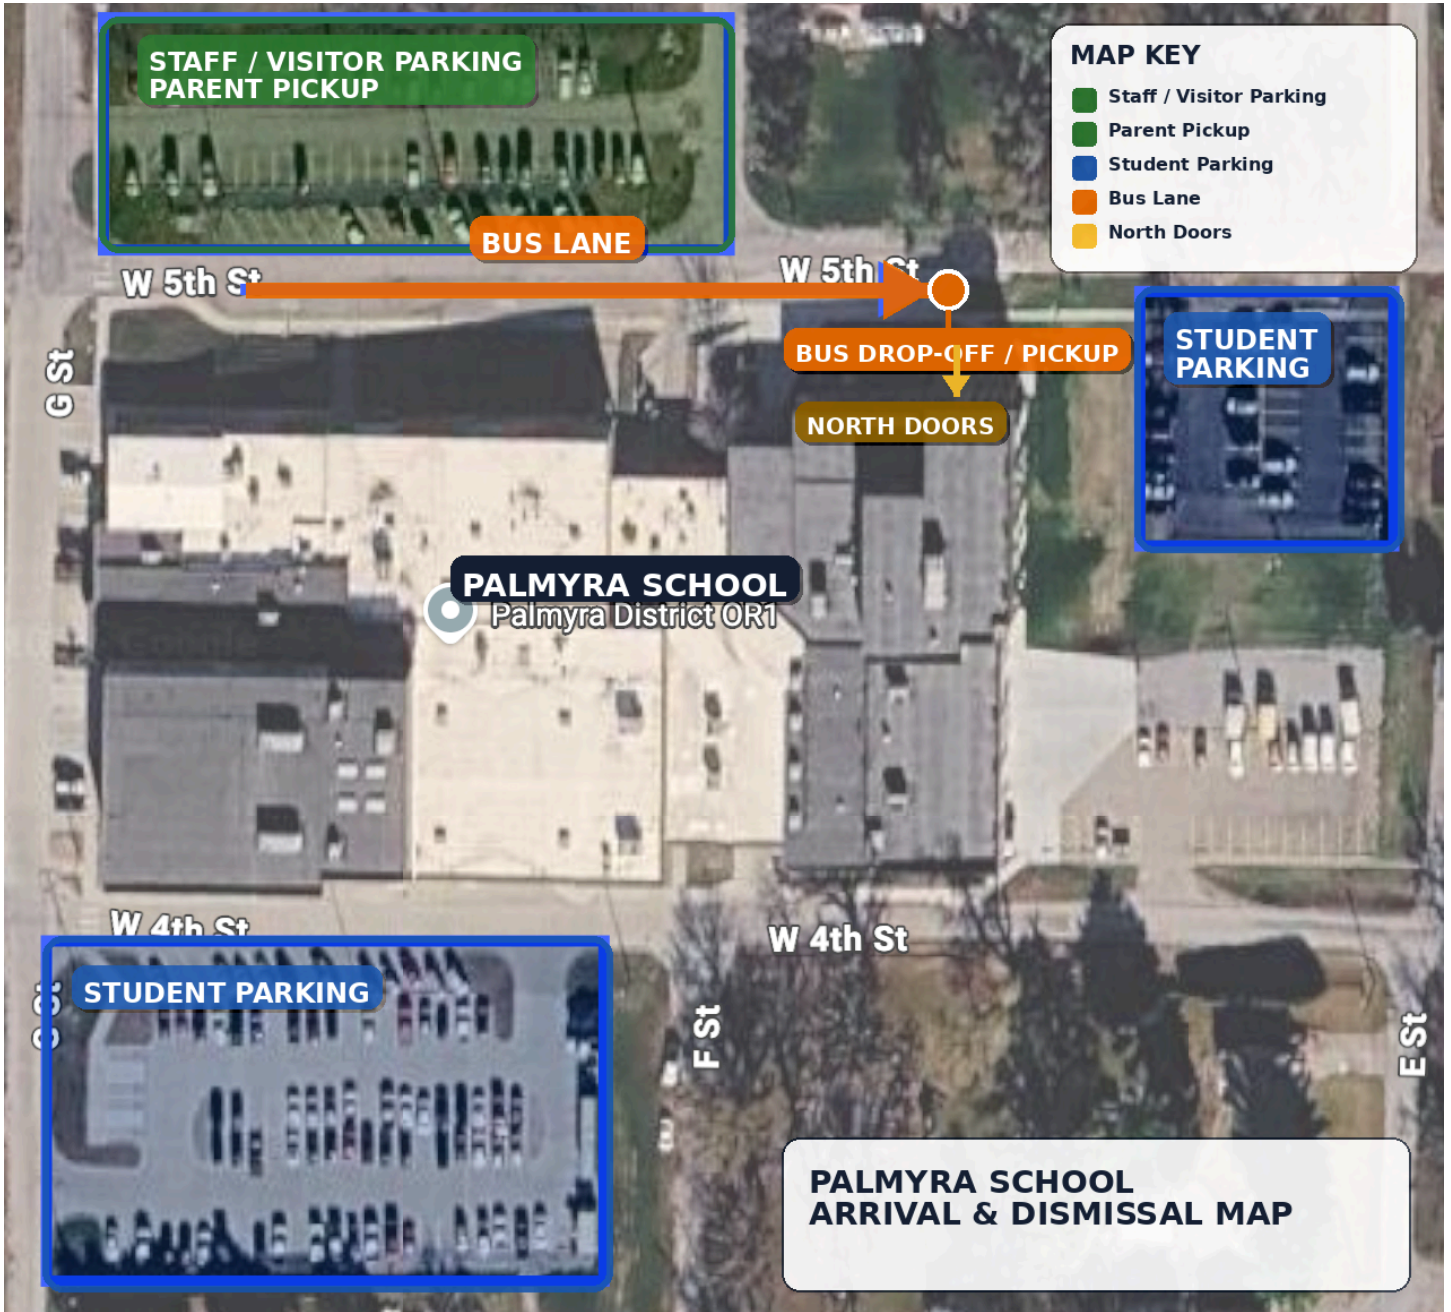 STAFF / VISITOR PARKING
PARENT PICKUP
MAP KEY
Staff / Visitor Parking
Parent Pickup
Student Parking
Bus Lane
North Doors
BUS LANE
W 5th St
W 5th St
BUS DROP-OFF / PICKUP
STUDENT
PARKING
G St
NORTH DOORS
PALMYRA SCHOOL
Palmyra District OR1
W 4th St
W 4th St
STUDENT PARKING
G St
F St
E St
PALMYRA SCHOOL
ARRIVAL & DISMISSAL MAP